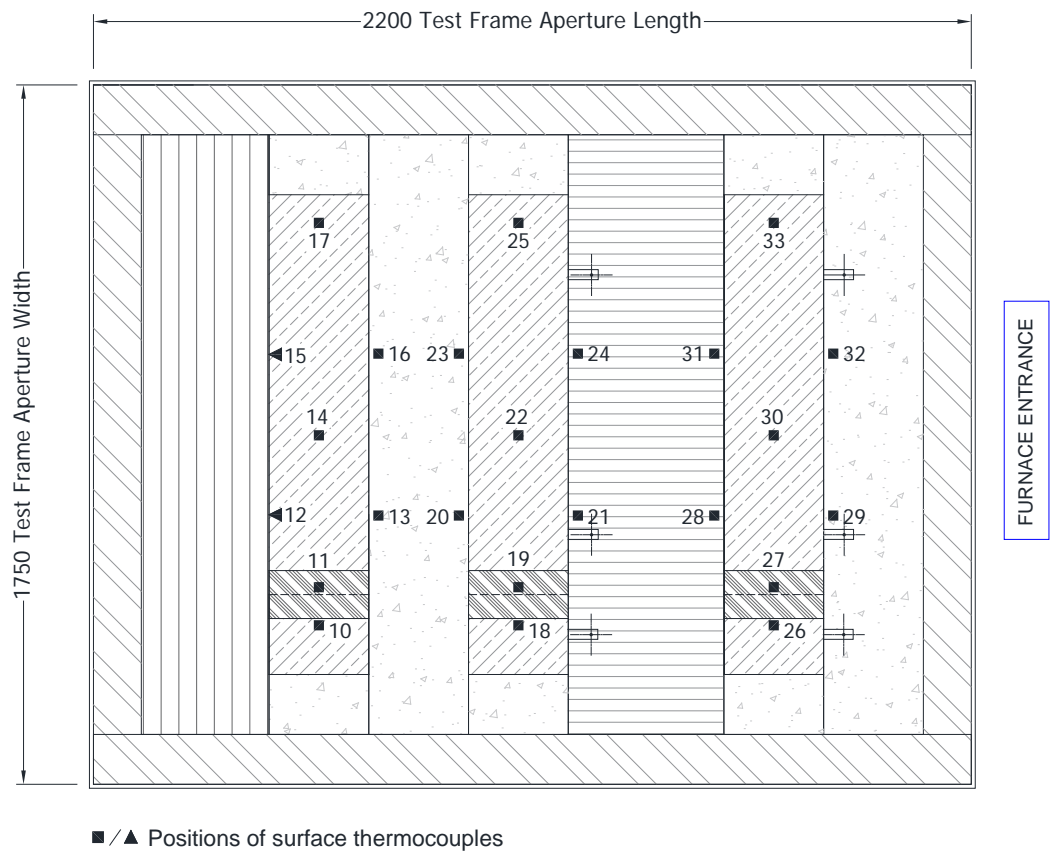 2200 Test Frame Aperture Length
1750 Test Frame Aperture Width
17 25 33
15 16 23 24 31 32
14 22 30
12 13 20 21 28 29
11 19 27
10 18 26
FURNACE ENTRANCE
/ Positions of surface thermocouples